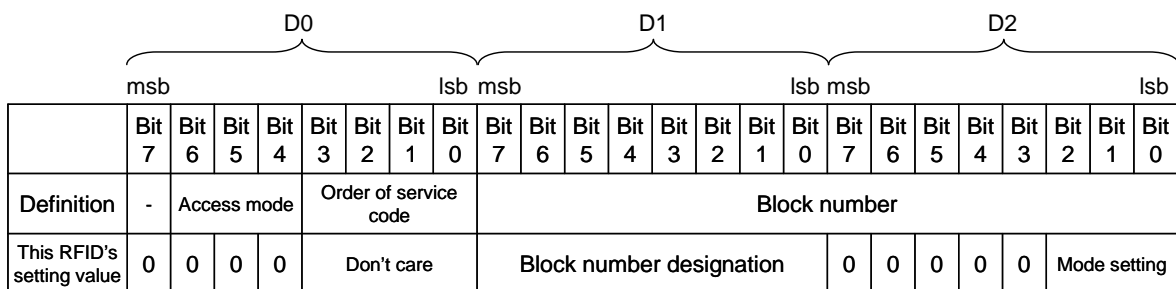 D0 D1 D2
msb lsb msb lsb msb lsb
Bit 7 Bit 6 Bit 5 Bit 4 Bit 3 Bit 2 Bit 1 Bit 0 Bit 7 Bit 6 Bit 5 Bit 4 Bit 3 Bit 2 Bit 1 Bit 0 Bit 7 Bit 6 Bit 5 Bit 4 Bit 3 Bit 2 Bit 1 Bit 0
Definition - Access mode Order of service code Block number
This RFID's setting value 0 0 0 0 Don't care Block number designation 0 0 0 0 0 Mode setting